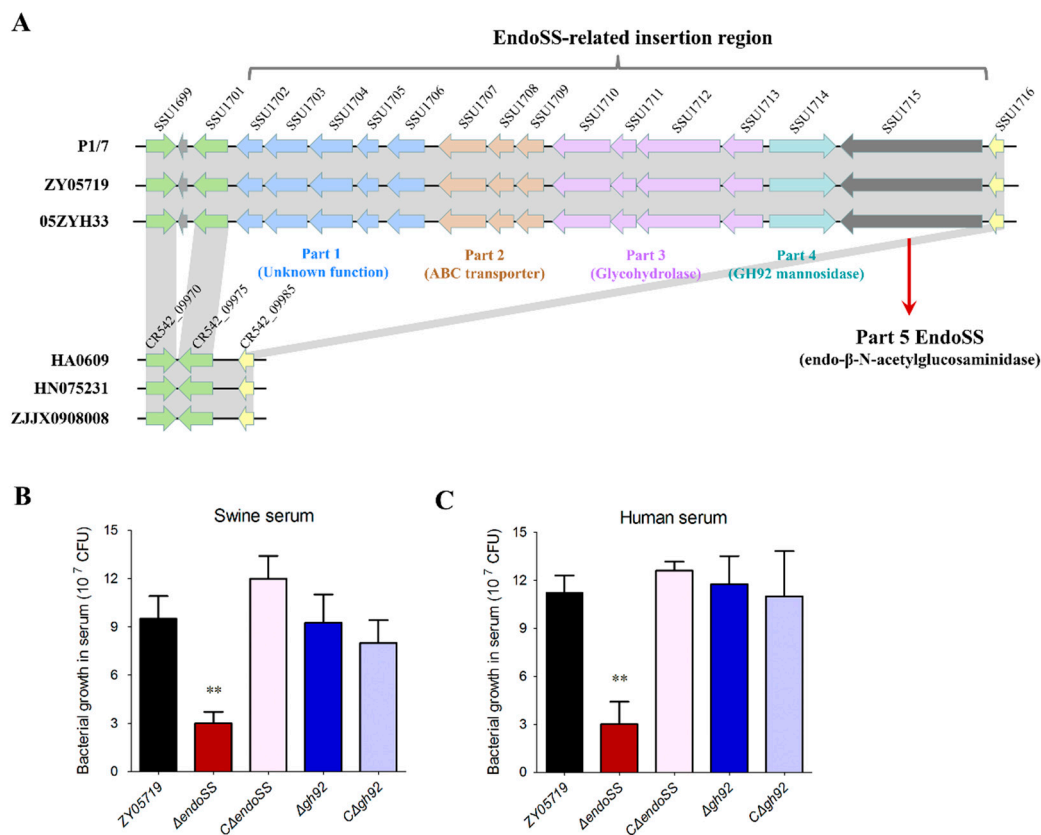 A
EndoSS-related insertion region
SSU1699
SSU1701
SSU1702
SSU1703
SSU1704
SSU1705
SSU1706
SSU1707
SSU1708
SSU1709
SSU1710
SSU1711
SSU1712
SSU1713
SSU1714
SSU1715
SSU1716
P1/7
ZY05719
05ZYH33
Part 1
(Unknown function)
Part 2
(ABC transporter)
Part 3
(Glycohydrolase)
Part 4
(GH92 mannosidase)
CR542_09970
CR542_09975
CR542_09985
Part 5 EndoSS
(endo-β-N-acetylglucosaminidase)
HA0609
HN075231
ZJJX0908008
B
Swine serum
Bacterial growth in serum (10 7 CFU)
15
12
9
6
3
0
**
ZY05719
ΔendoSS
CΔendoSS
Δgh92
CΔgh92
C
Human serum
Bacterial growth in serum (10 7 CFU)
15
12
9
6
3
0
**
ZY05719
ΔendoSS
CΔendoSS
Δgh92
CΔgh92